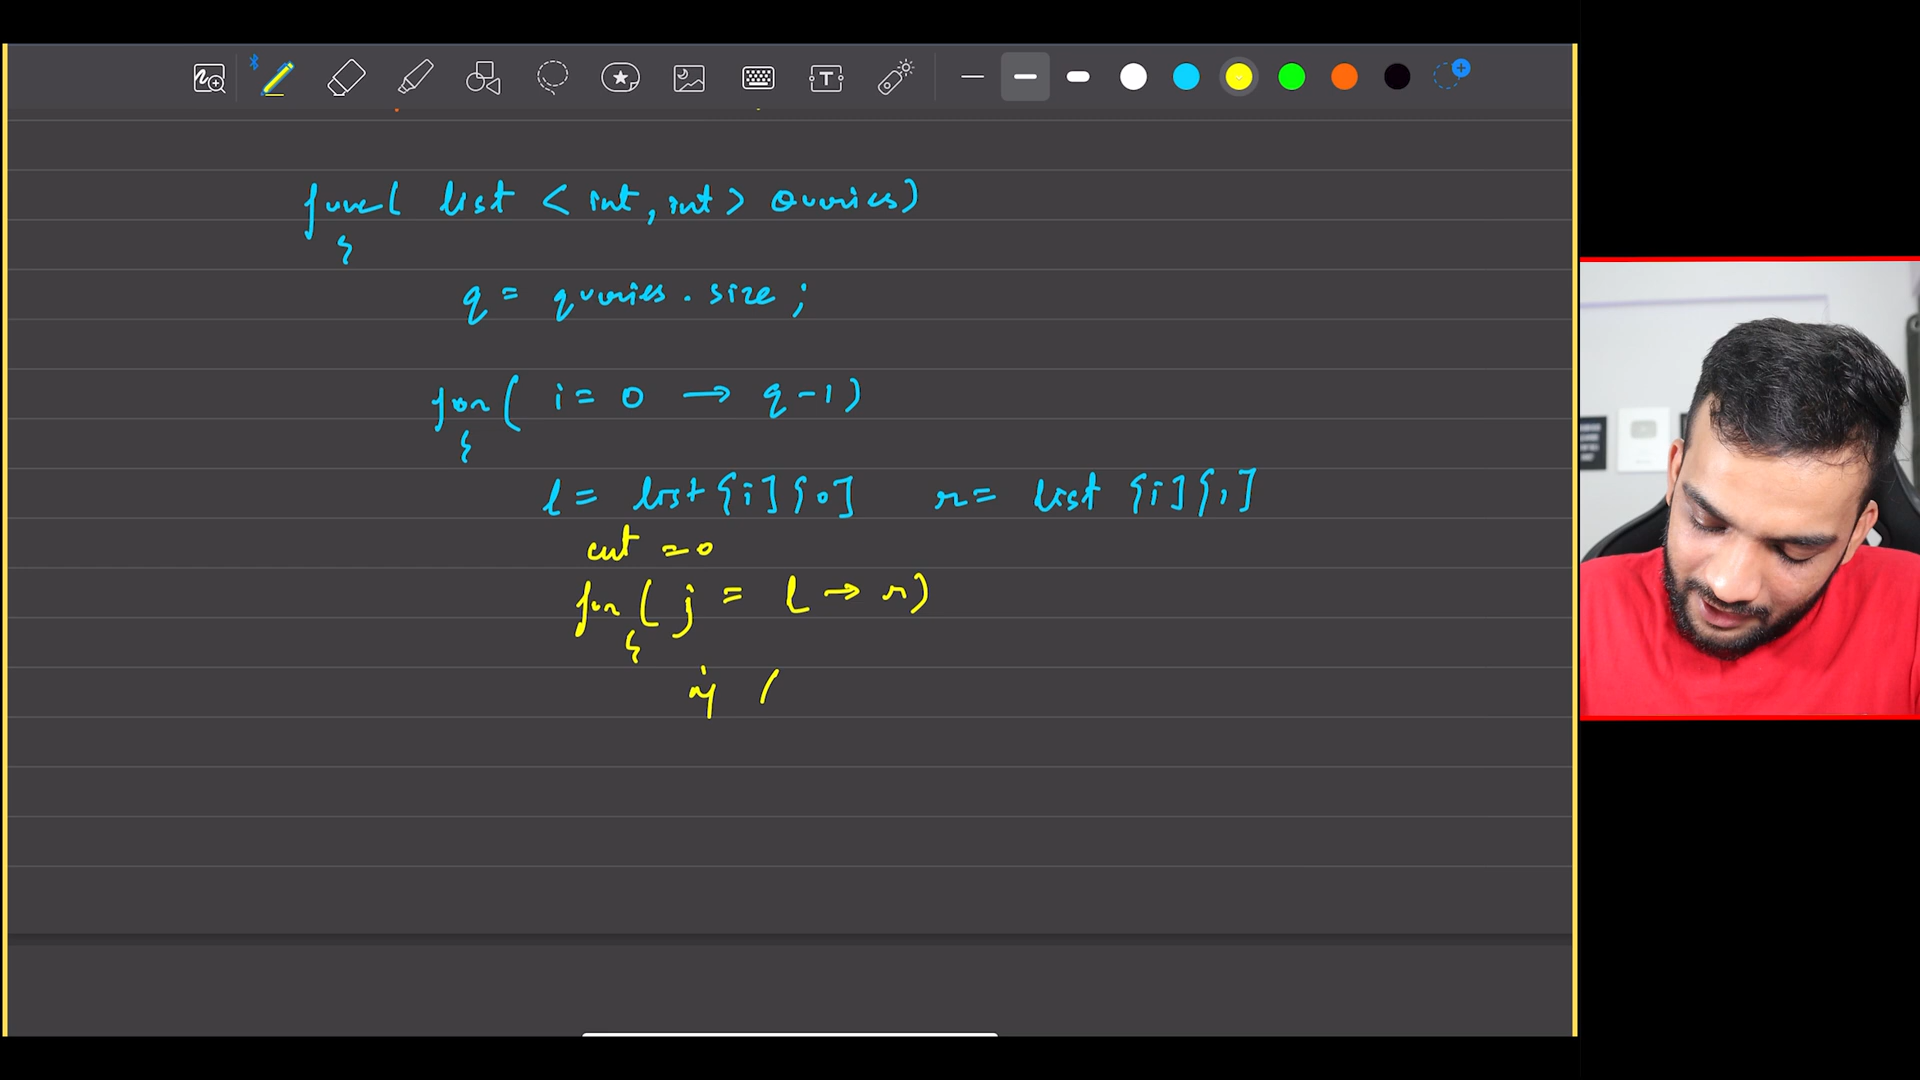 func( list < int, int > Queries)
{
q = queries . size ;
for( i = 0 → q-1)
{
l = list[i][0] r = list [i][1]
cnt = 0
for( j = l → r)
{
if (
T